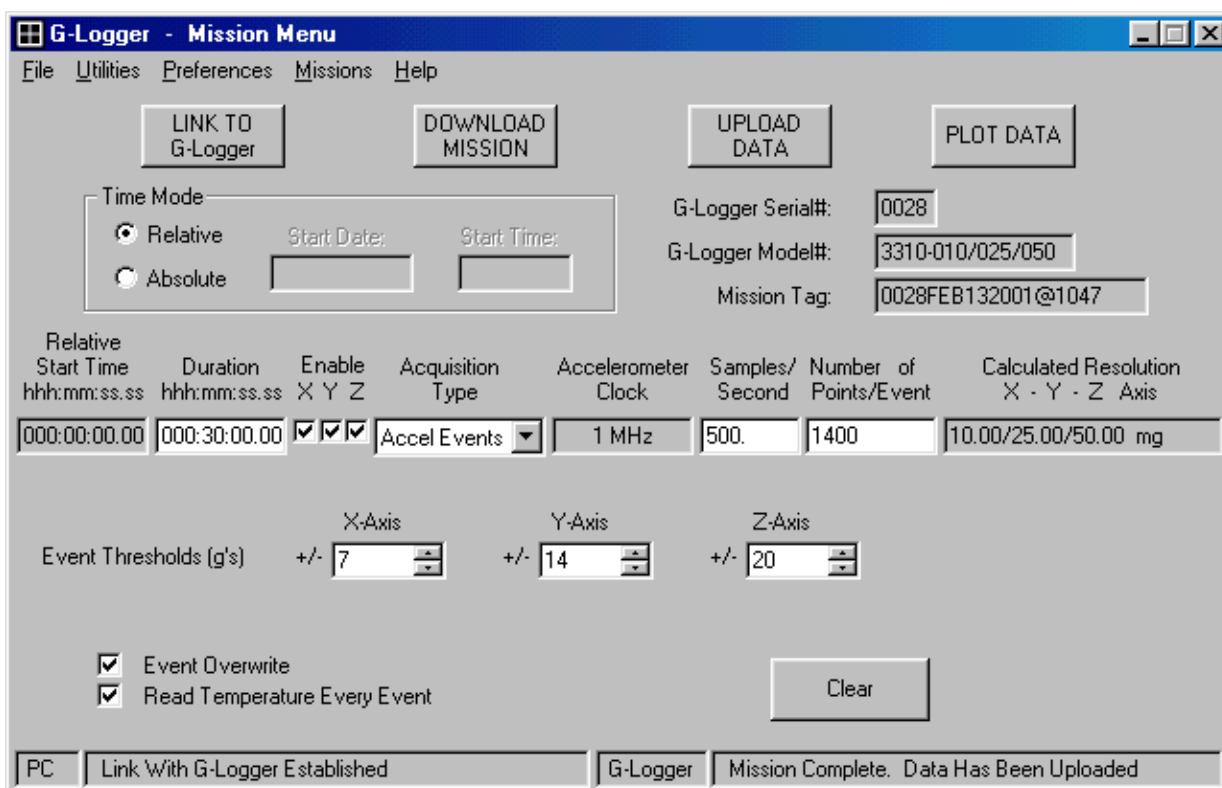 G-Logger - Mission Menu
File Utilities Preferences Missions Help
LINK TO
G-Logger
DOWNLOAD
MISSION
UPLOAD
DATA
PLOT DATA
Time Mode
Relative
Absolute
Start Date:
Start Time:
G-Logger Serial#: 0028
G-Logger Model#: 3310-010/025/050
Mission Tag: 0028FEB132001@1047
Relative
Start Time
hhh:mm:ss.ss
Duration
hhh:mm:ss.ss
Enable
X Y Z
Acquisition
Type
Accelerometer
Clock
Samples/
Second
Number of
Points/Event
Calculated Resolution
X - Y - Z Axis
000:00:00.00 000:30:00.00 Accel Events 1 MHz 500. 1400 10.00/25.00/50.00 mg
X-Axis Y-Axis Z-Axis
Event Thresholds (g's) +/- 7 +/- 14 +/- 20
Event Overwrite
Read Temperature Every Event
Clear
PC Link With G-Logger Established G-Logger Mission Complete. Data Has Been Uploaded